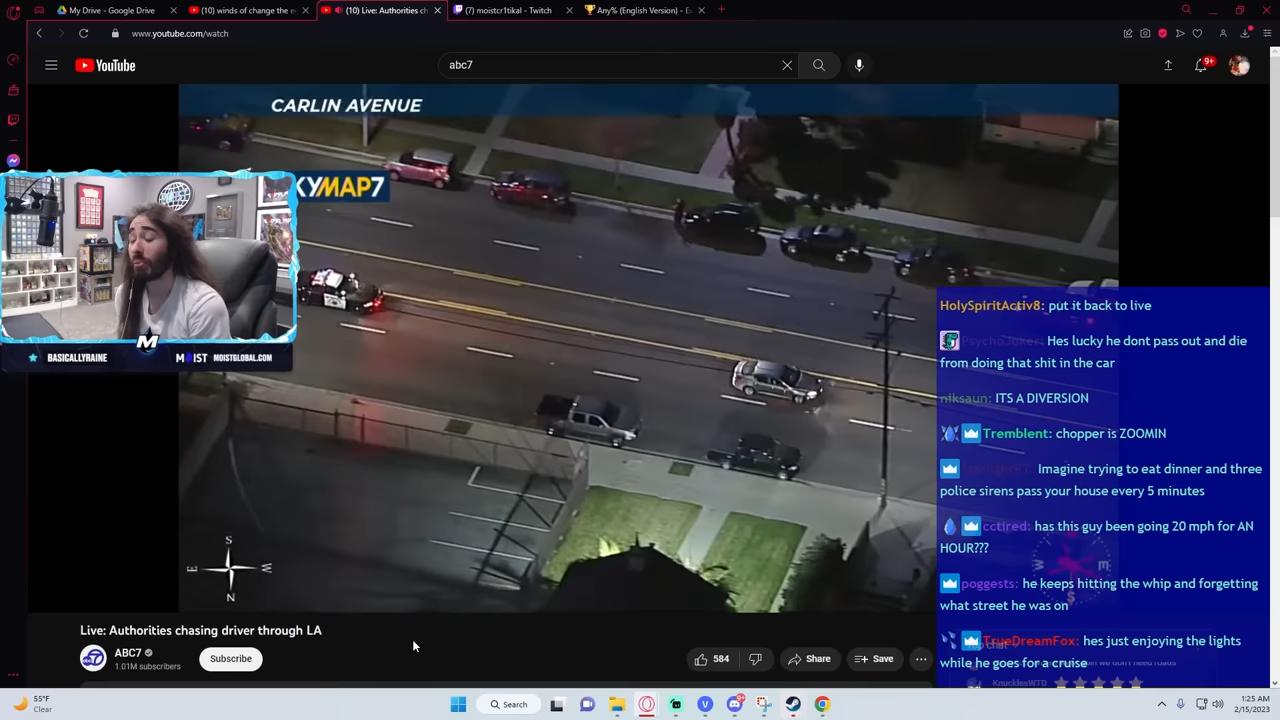 My Drive - Google Drive
(10) winds of change the e
(10) Live: Authorities ch
moistcr1tikal - Twitch
Any% (English Version) - Es
www.youtube.com/watch
YouTube
abc7
9+
CARLIN AVENUE
KYMAP7
BASICALLYRAINE
MOIST
MOISTGLOBAL.COM
S
E
W
N
HolySpiritActiv8: put it back to live
PsychoJoker: Hes lucky he dont pass out and die
from doing that shit in the car
niksaun: ITS A DIVERSION
Tremblent: chopper is ZOOMIN
Imagine trying to eat dinner and three
police sirens pass your house every 5 minutes
cctired: has this guy been going 20 mph for AN
HOUR???
poggests: he keeps hitting the whip and forgetting
what street he was on
TrueDreamFox: hes just enjoying the lights
while he goes for a cruise
KnucklesWTD
Live: Authorities chasing driver through LA
ABC7
1.01M subscribers
Subscribe
584
Share
Save
55°F
Clear
Search
1:25 AM
2/15/2023